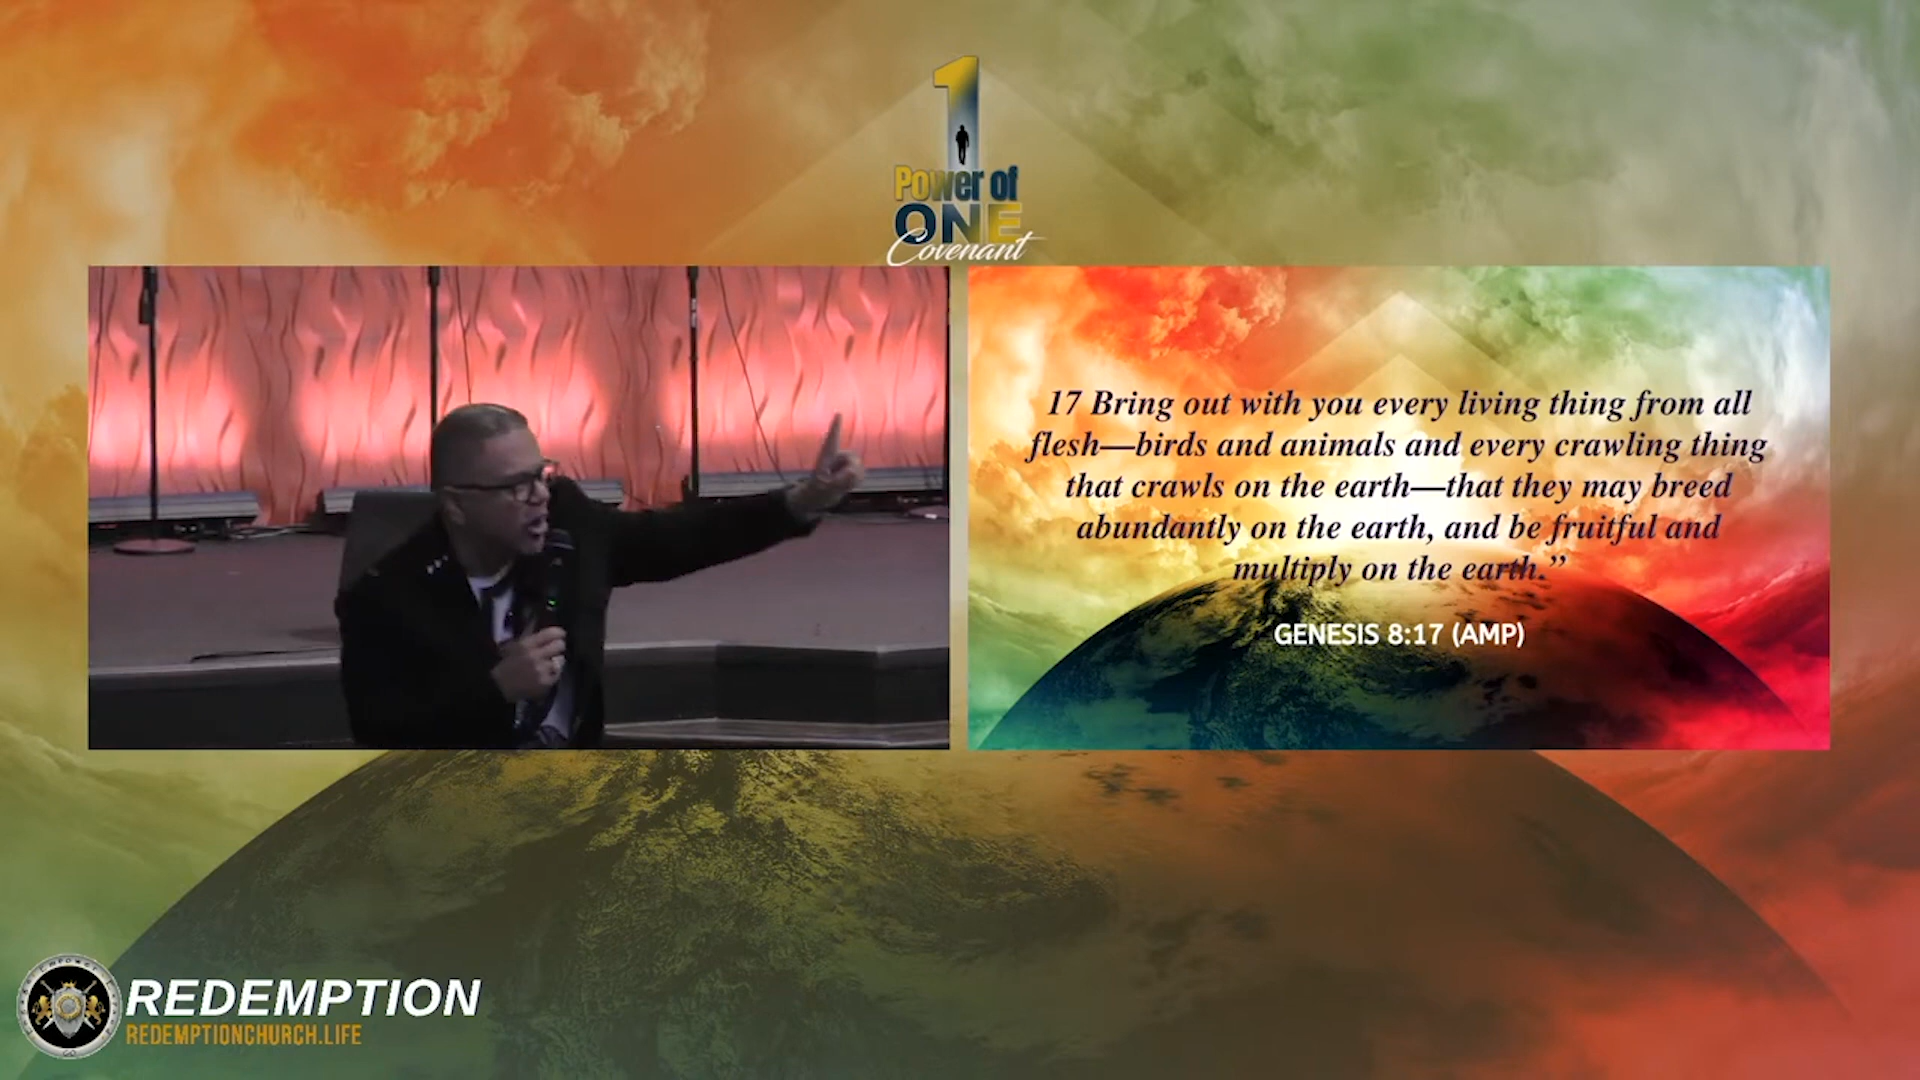 1
Power of
ONE
Covenant
17 Bring out with you every living thing from all
flesh—birds and animals and every crawling thing
that crawls on the earth—that they may breed
abundantly on the earth, and be fruitful and
multiply on the earth.”
GENESIS 8:17 (AMP)
EMPOWER
GO
REDEMPTION
REDEMPTIONCHURCH.LIFE